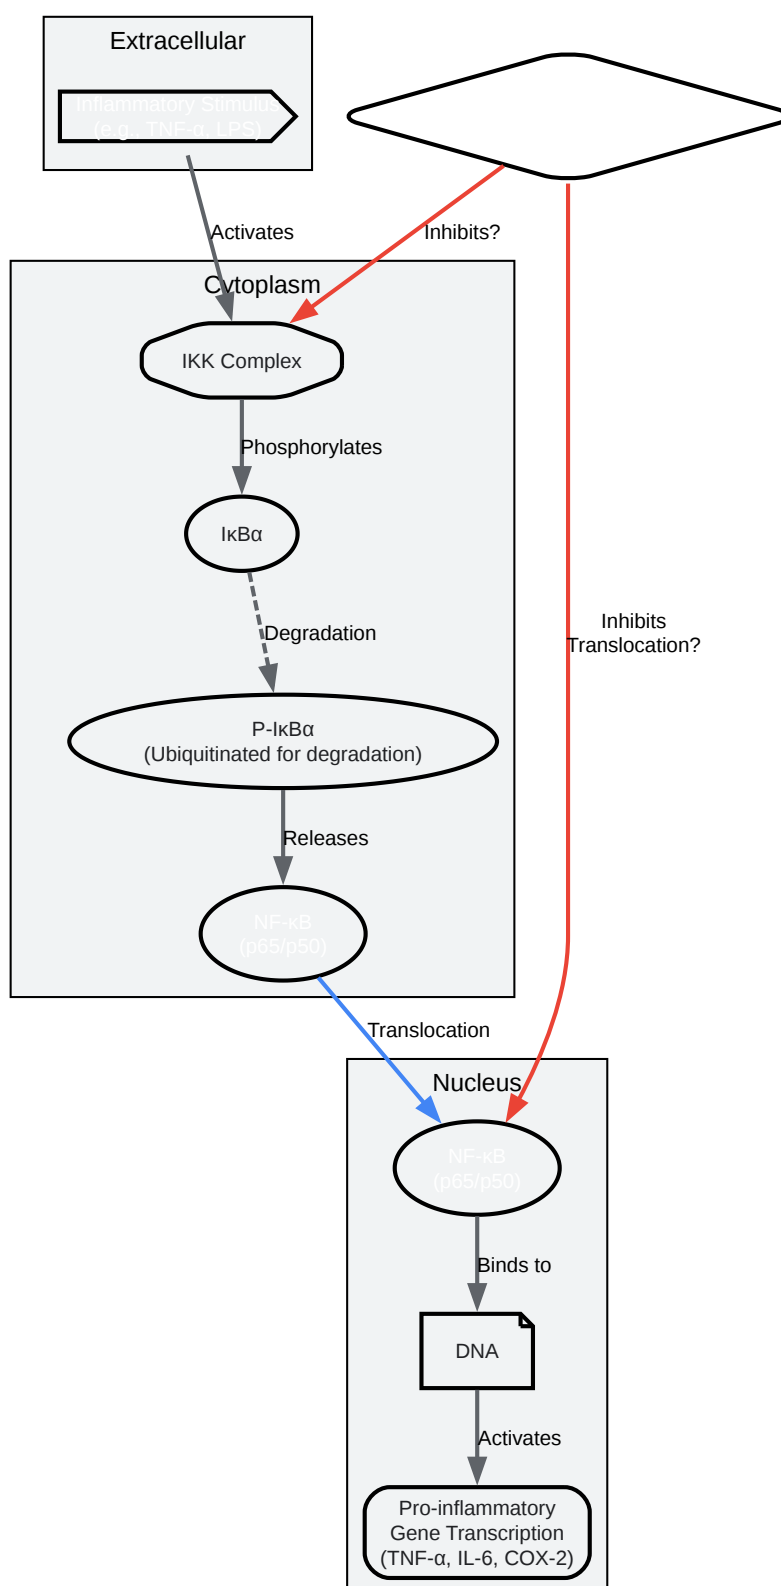 Extracellular
Inflammatory Stimulus
(e.g., TNF-α, LPS)
Activates
Inhibits?
Cytoplasm
IKK Complex
Phosphorylates
IκBα
Degradation
Inhibits
Translocation?
P-IκBα
(Ubiquitinated for degradation)
Releases
NF-κB
(p65/p50)
Translocation
Nucleus
NF-κB
(p65/p50)
Binds to
DNA
Activates
Pro-inflammatory
Gene Transcription
(TNF-α, IL-6, COX-2)